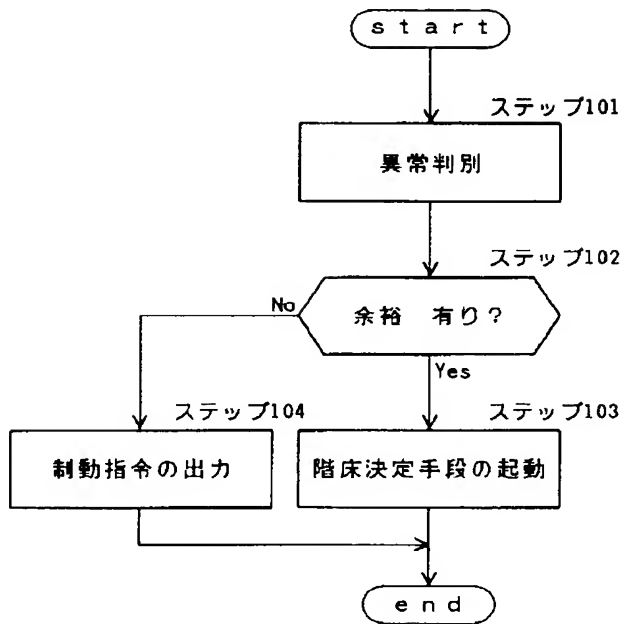 start
ステップ101
異常判別
ステップ102
No
余裕 有り?
Yes
ステップ104
ステップ103
制動指令の出力
階床決定手段の起動
end